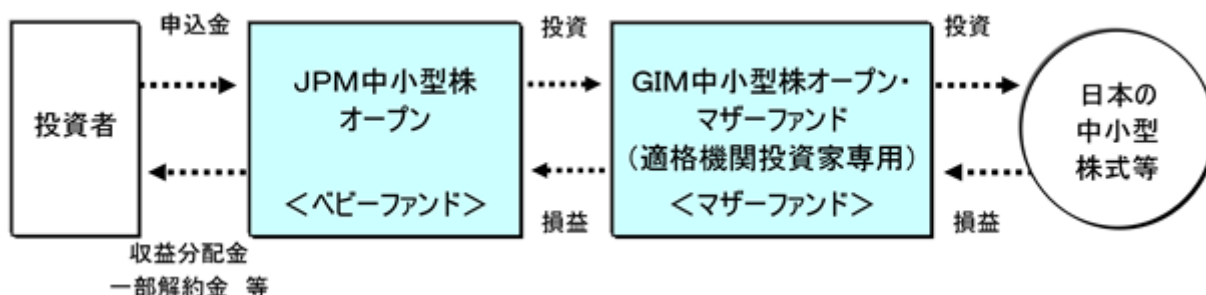 申込金
投資
投資
投資者
JPM中小型株
オープン
<ベビーファンド>
GIM中小型株オープン・
マザーファンド
(適格機関投資家専用)
<マザーファンド>
日本の
中小型
株式等
収益分配金
一部解約金 等
損益
損益